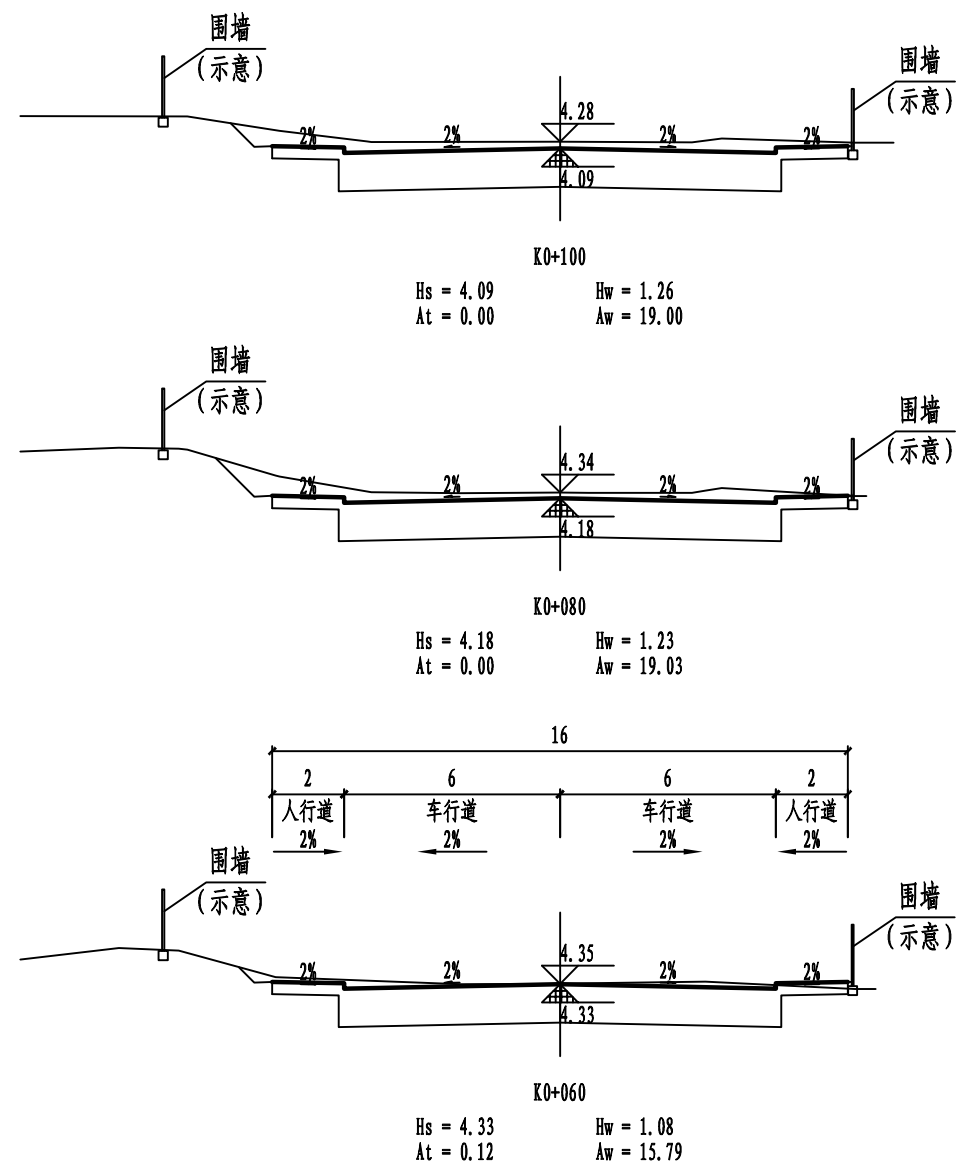 围墙
(示意)
围墙
(示意)
4.28
2%
2%
2%
2%
4.09
K0+100
Hs = 4.09
Hw = 1.26
At = 0.00
Aw = 19.00
围墙
(示意)
围墙
(示意)
4.34
2%
2%
2%
2%
4.18
K0+080
Hs = 4.18
Hw = 1.23
At = 0.00
Aw = 19.03
16
2
6
6
2
人行道
车行道
车行道
人行道
2%
2%
2%
2%
围墙
(示意)
围墙
(示意)
4.35
2%
2%
2%
2%
4.33
K0+060
Hs = 4.33
Hw = 1.08
At = 0.12
Aw = 15.79